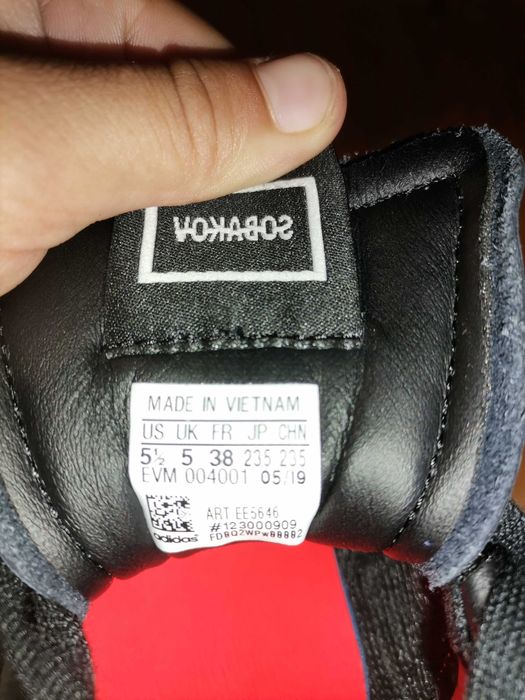 SOBAKOV
MADE IN VIETNAM
US UK FR JP CHN
5½ 5 38 235 235
EVM 004001 05/19
ART EE5646
#123000909
adidas